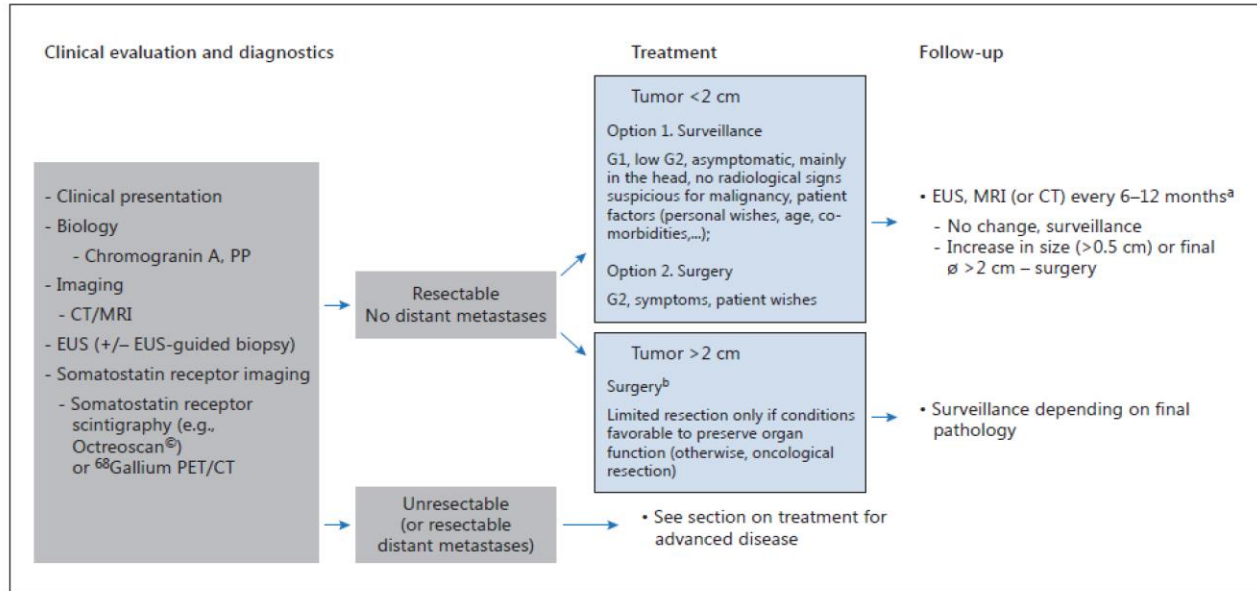 Clinical evaluation and diagnostics
Treatment
Follow-up
- Clinical presentation
- Biology
- Chromogranin A, PP
- Imaging
- CT/MRI
- EUS (+/– EUS-guided biopsy)
- Somatostatin receptor imaging
- Somatostatin receptor
scintigraphy (e.g.,
Octreoscan©)
or 68Gallium PET/CT
Resectable
No distant metastases
Unresectable
(or resectable
distant metastases)
Tumor <2 cm
Option 1. Surveillance
G1, low G2, asymptomatic, mainly
in the head, no radiological signs
suspicious for malignancy, patient
factors (personal wishes, age, co-
morbidities,...);
Option 2. Surgery
G2, symptoms, patient wishes
Tumor >2 cm
Surgeryb
Limited resection only if conditions
favorable to preserve organ
function (otherwise, oncological
resection)
• See section on treatment for
advanced disease
• EUS, MRI (or CT) every 6–12 monthsa
- No change, surveillance
- Increase in size (>0.5 cm) or final
ø >2 cm – surgery
• Surveillance depending on final
pathology